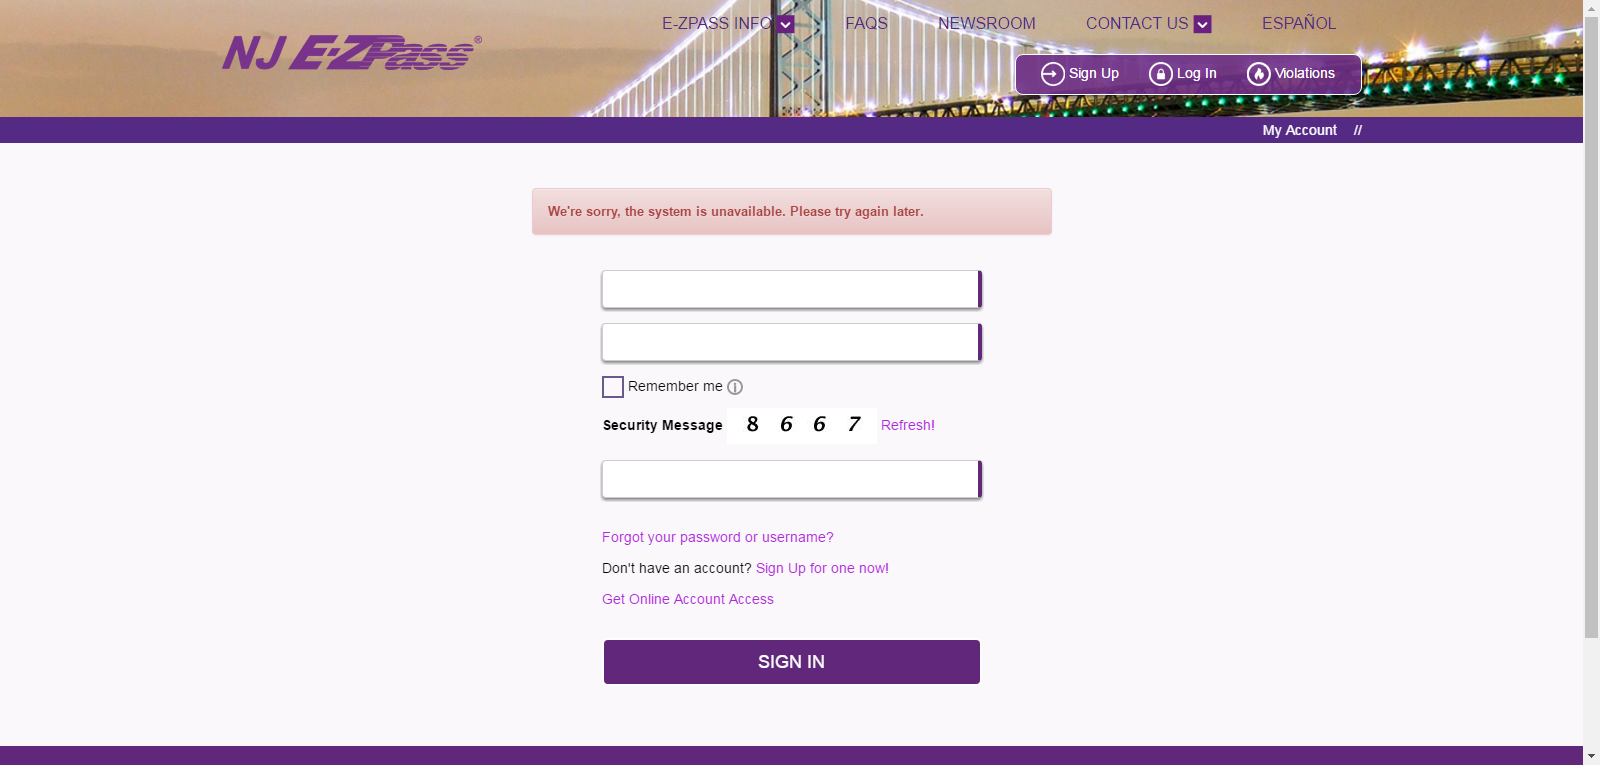 E-ZPASS INFO
FAQS
NEWSROOM
CONTACT US
ESPAÑOL
NJ E-ZPass®
Sign Up
Log In
Violations
My Account //
We're sorry, the system is unavailable. Please try again later.
Remember me
Security Message 8 6 6 7 Refresh!
Forgot your password or username?
Don't have an account? Sign Up for one now!
Get Online Account Access
SIGN IN